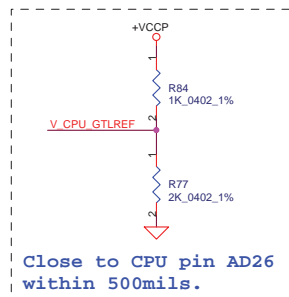 +VCCP
1
R84
1K_0402_1%
2
V_CPU_GTLREF
1
R77
2K_0402_1%
2
Close to CPU pin AD26
within 500mils.